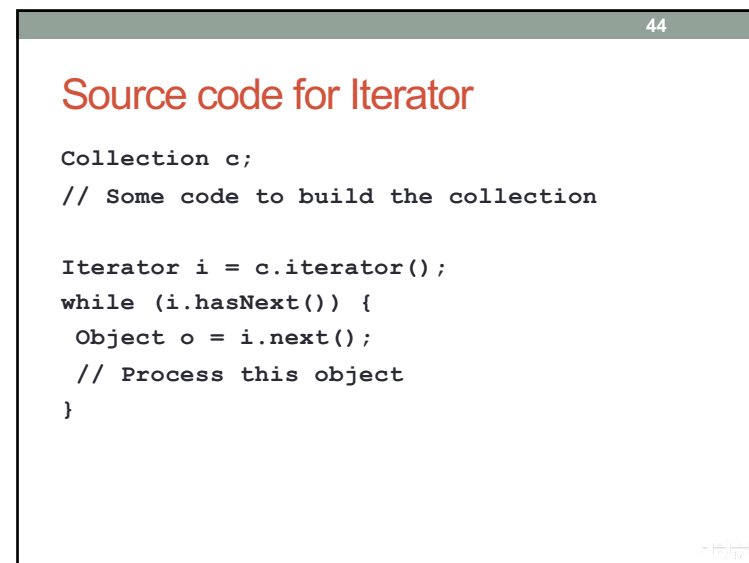 44
Source code for Iterator
Collection c;
// Some code to build the collection
Iterator i = c.iterator();
while (i.hasNext()) {
Object o = i.next();
// Process this object
}